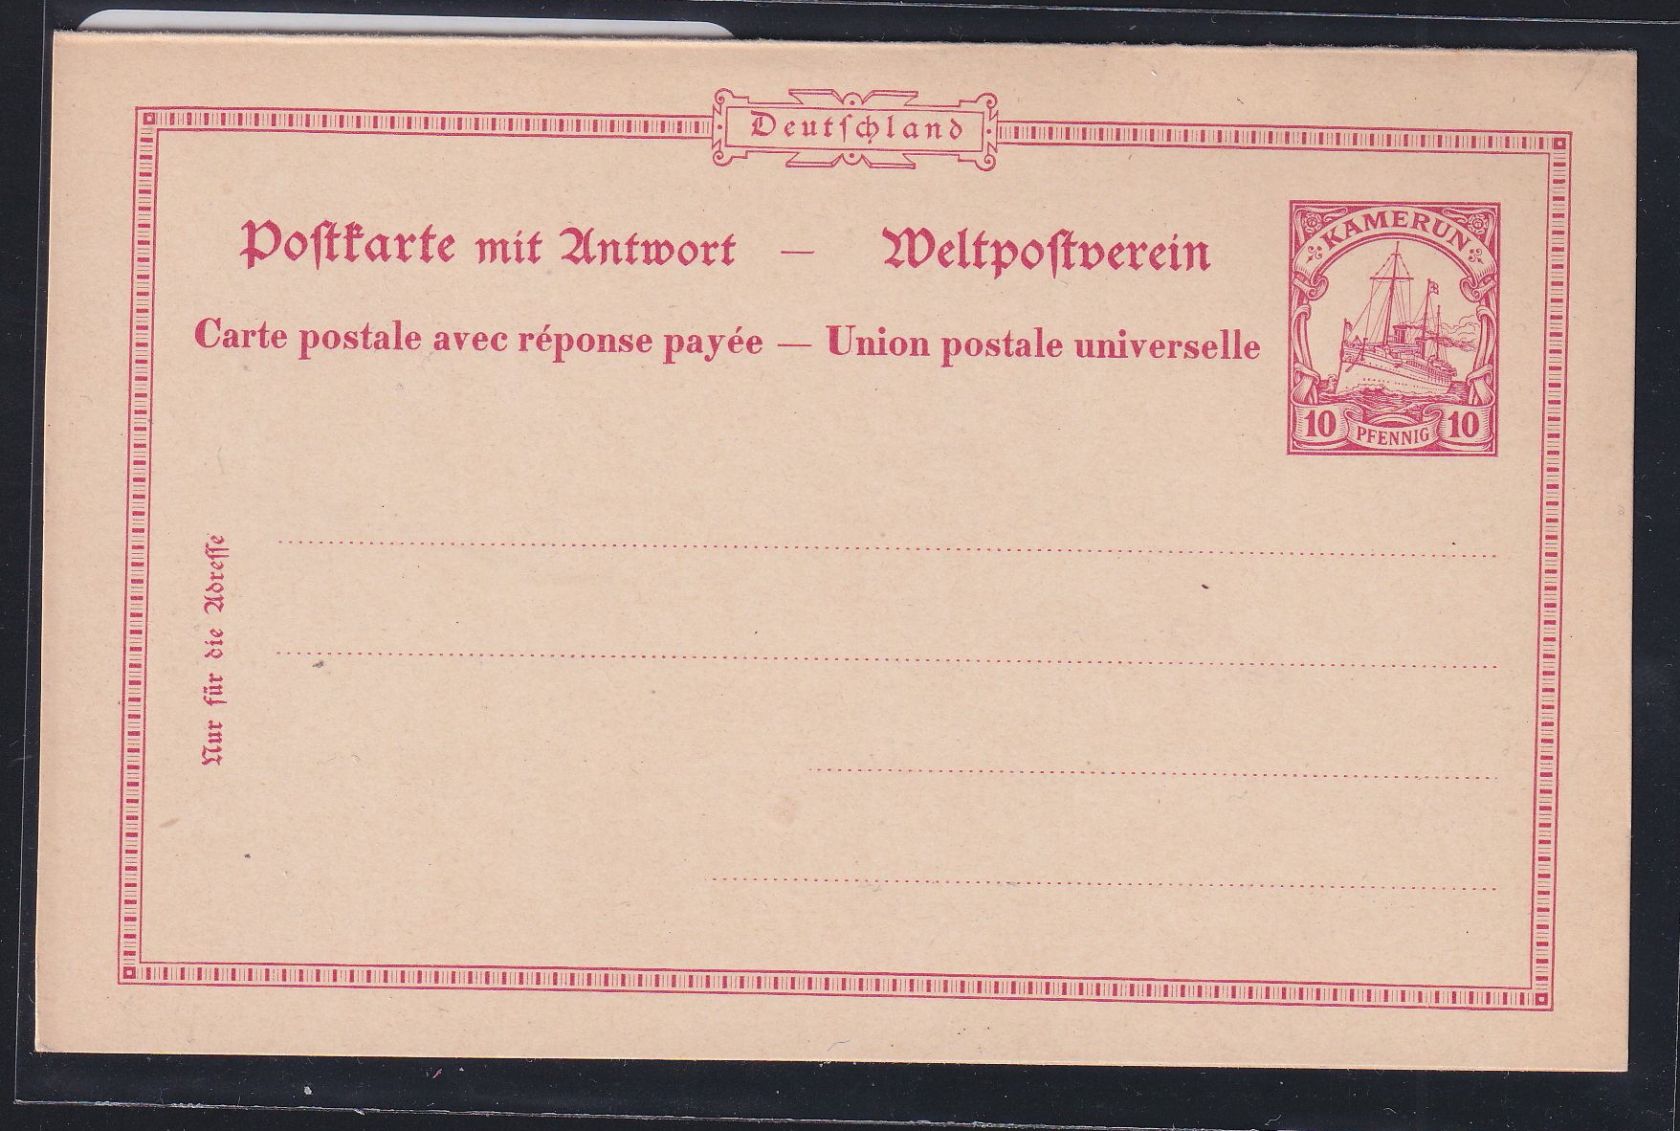 Deutſchland
Poſtkarte mit Antwort — Weltpoſtverein
Carte postale avec réponse payée — Union postale universelle
KAMERUN
10 PFENNIG 10
Nur für die Adreſſe